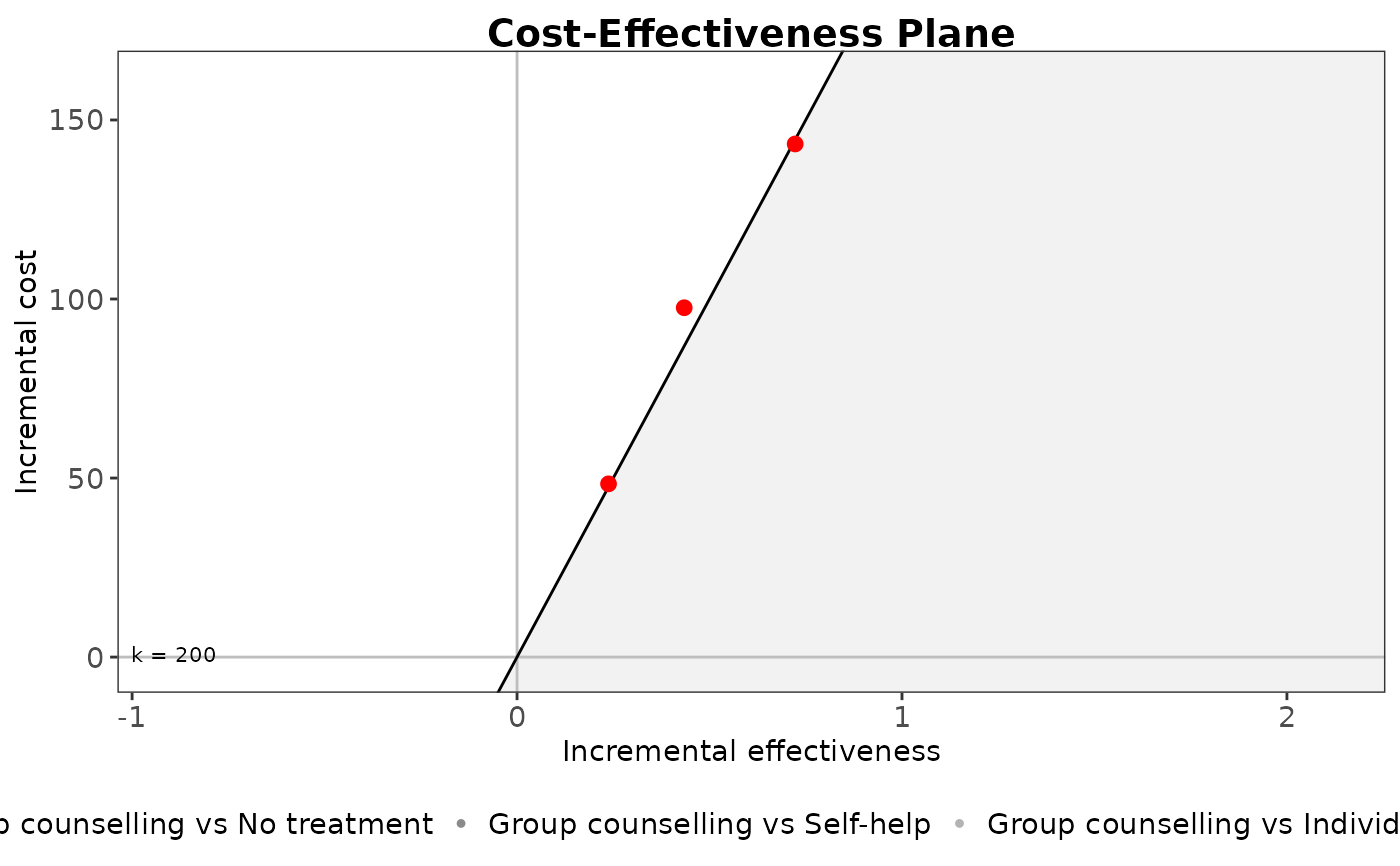 Cost-Effectiveness Plane
150
100
50
0
Incremental cost
k = 200
-1 0 1 2
Incremental effectiveness
counselling vs No treatment Group counselling vs Self-help Group counselling vs